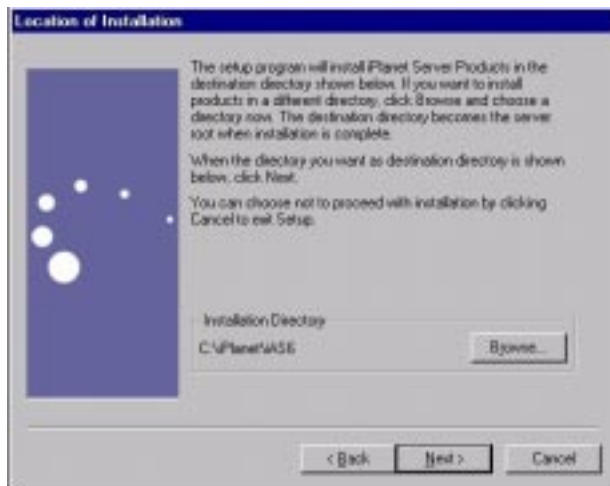 Location of Installation
The setup program will install iPlanet Server Products in the
destination directory shown below. If you want to install
products in a different directory, click Browse and choose a
directory now. The destination directory becomes the server
root when installation is complete.
When the directory you want as destination directory is shown
below, click Next.
You can choose not to proceed with installation by clicking
Cancel to exit Setup.
Installation Directory
C:\iPlanet\IAS6
Browse...
< Back
Next >
Cancel